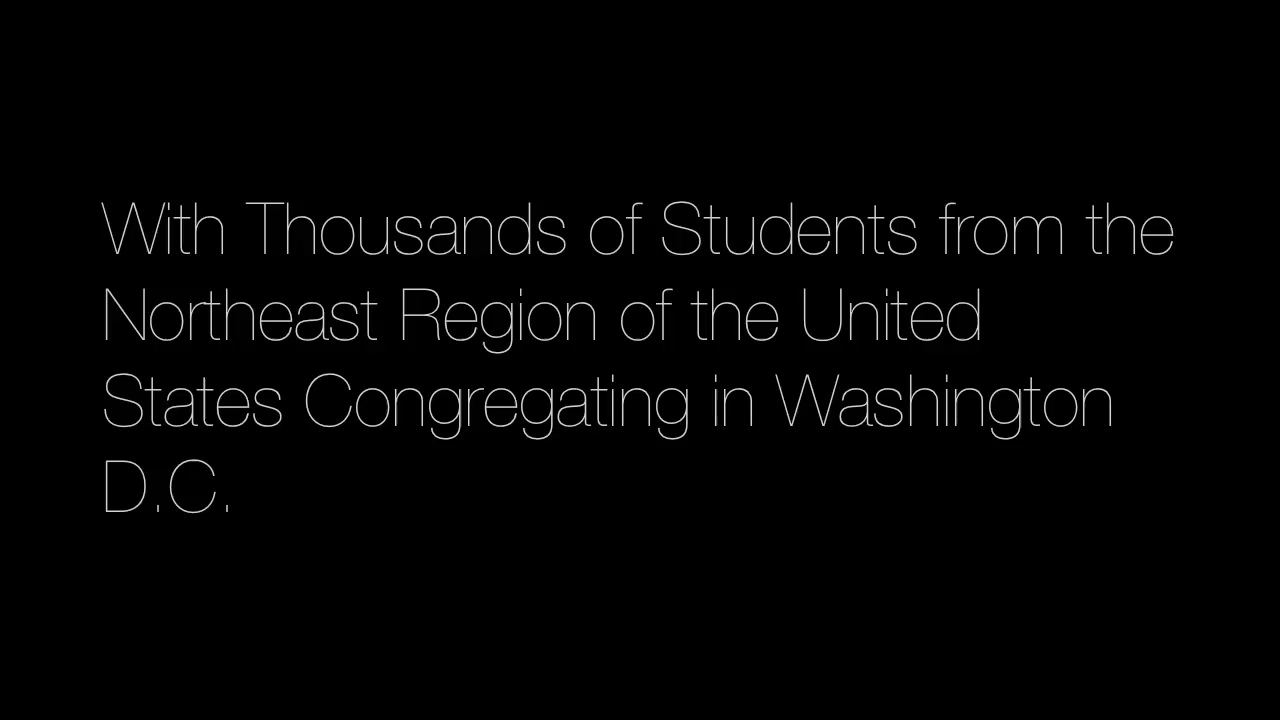 With Thousands of Students from the
Northeast Region of the United
States Congregating in Washington
D.C.